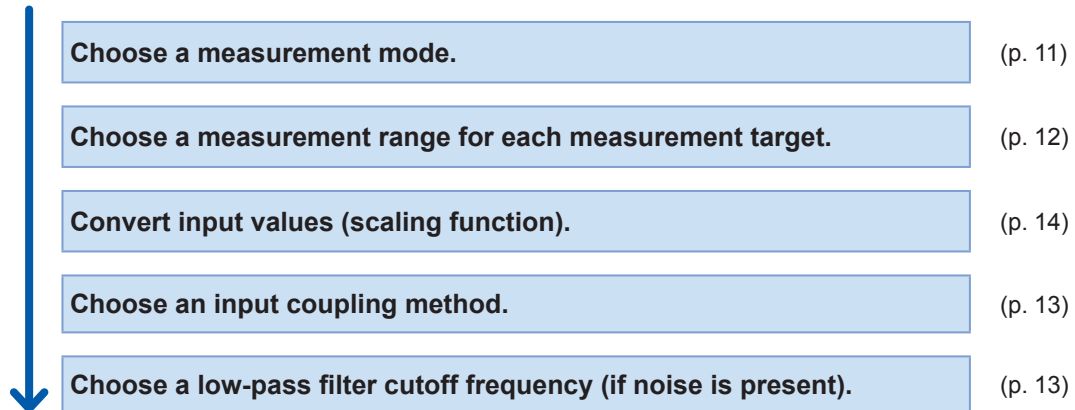 Choose a measurement mode. (p. 11)
Choose a measurement range for each measurement target. (p. 12)
Convert input values (scaling function). (p. 14)
Choose an input coupling method. (p. 13)
Choose a low-pass filter cutoff frequency (if noise is present). (p. 13)